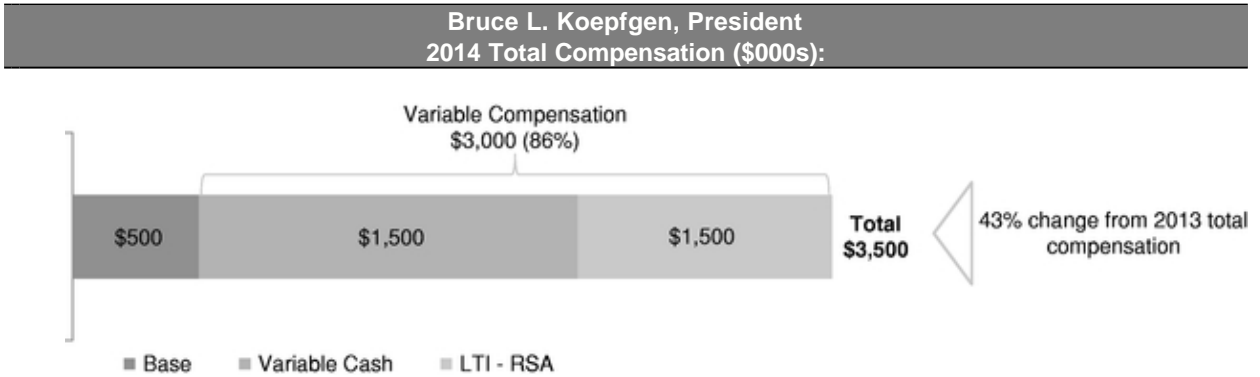 Bruce L. Koepfgen, President
2014 Total Compensation ($000s):
Variable Compensation
$3,000 (86%)
$500
$1,500
$1,500
Total
$3,500
43% change from 2013 total
compensation
Base
Variable Cash
LTI - RSA